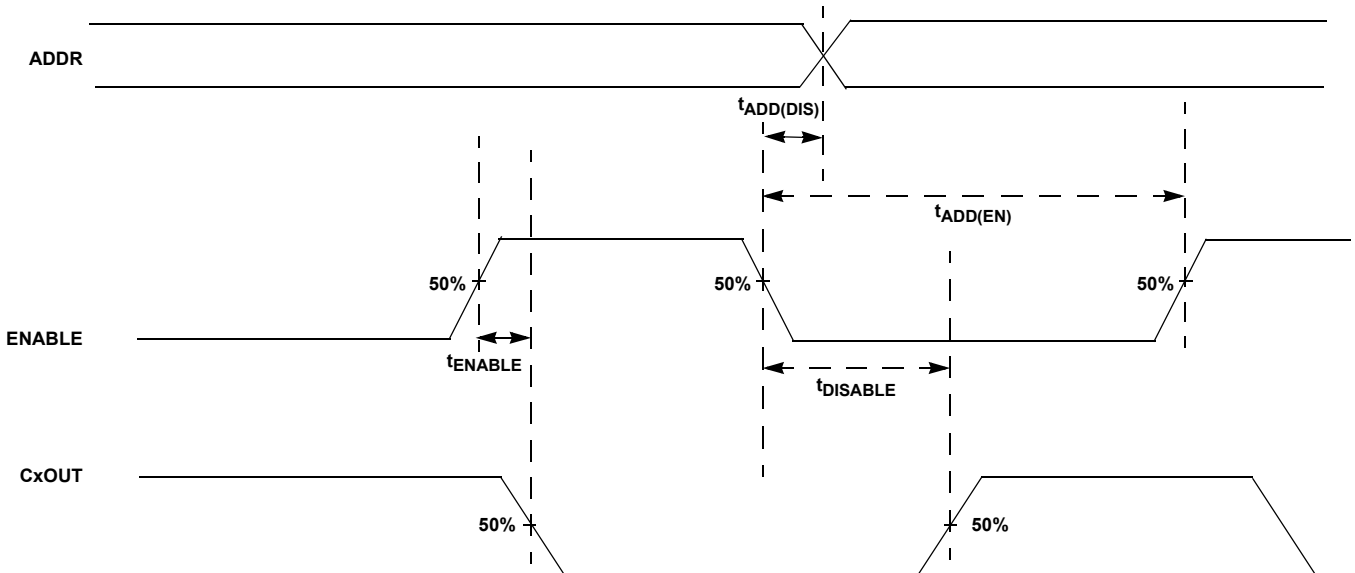 ADDR
tADD(DIS)
tADD(EN)
50%
50%
50%
ENABLE
tENABLE
tDISABLE
CxOUT
50%
50%